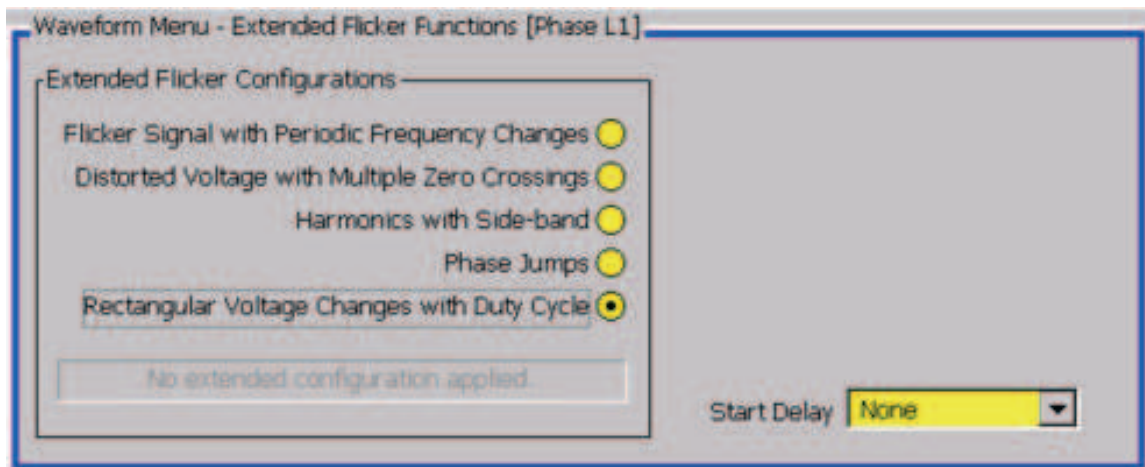 Waveform Menu - Extended Flicker Functions [Phase L1]
Extended Flicker Configurations
Flicker Signal with Periodic Frequency Changes
Distorted Voltage with Multiple Zero Crossings
Harmonics with Side-band
Phase Jumps
Rectangular Voltage Changes with Duty Cycle
No extended configuration applied.
Start Delay None